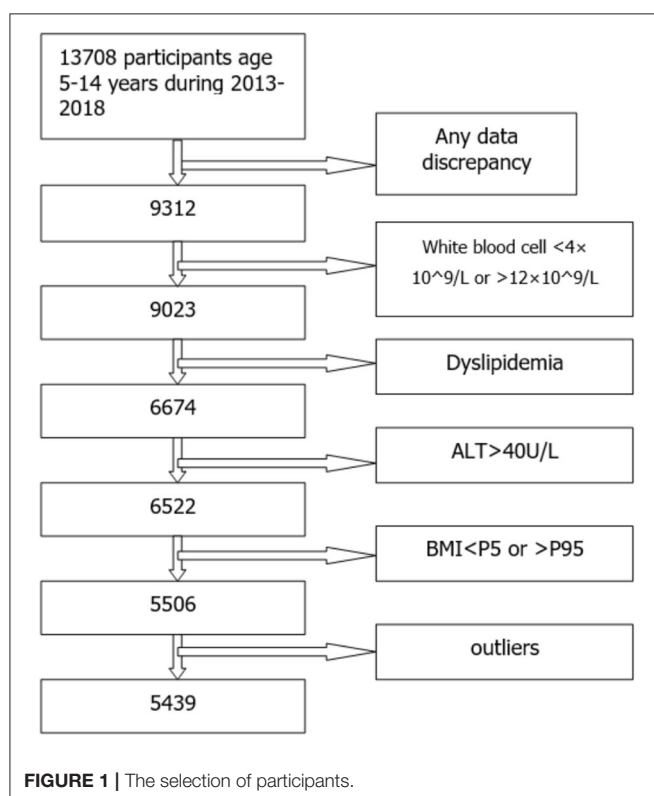 13708 participants age
5-14 years during 2013-
2018
Any data
discrepancy
9312
White blood cell <4×
10^9/L or >12×10^9/L
9023
Dyslipidemia
6674
ALT>40U/L
6522
BMI<P5 or >P95
5506
outliers
5439
FIGURE 1 | The selection of participants.